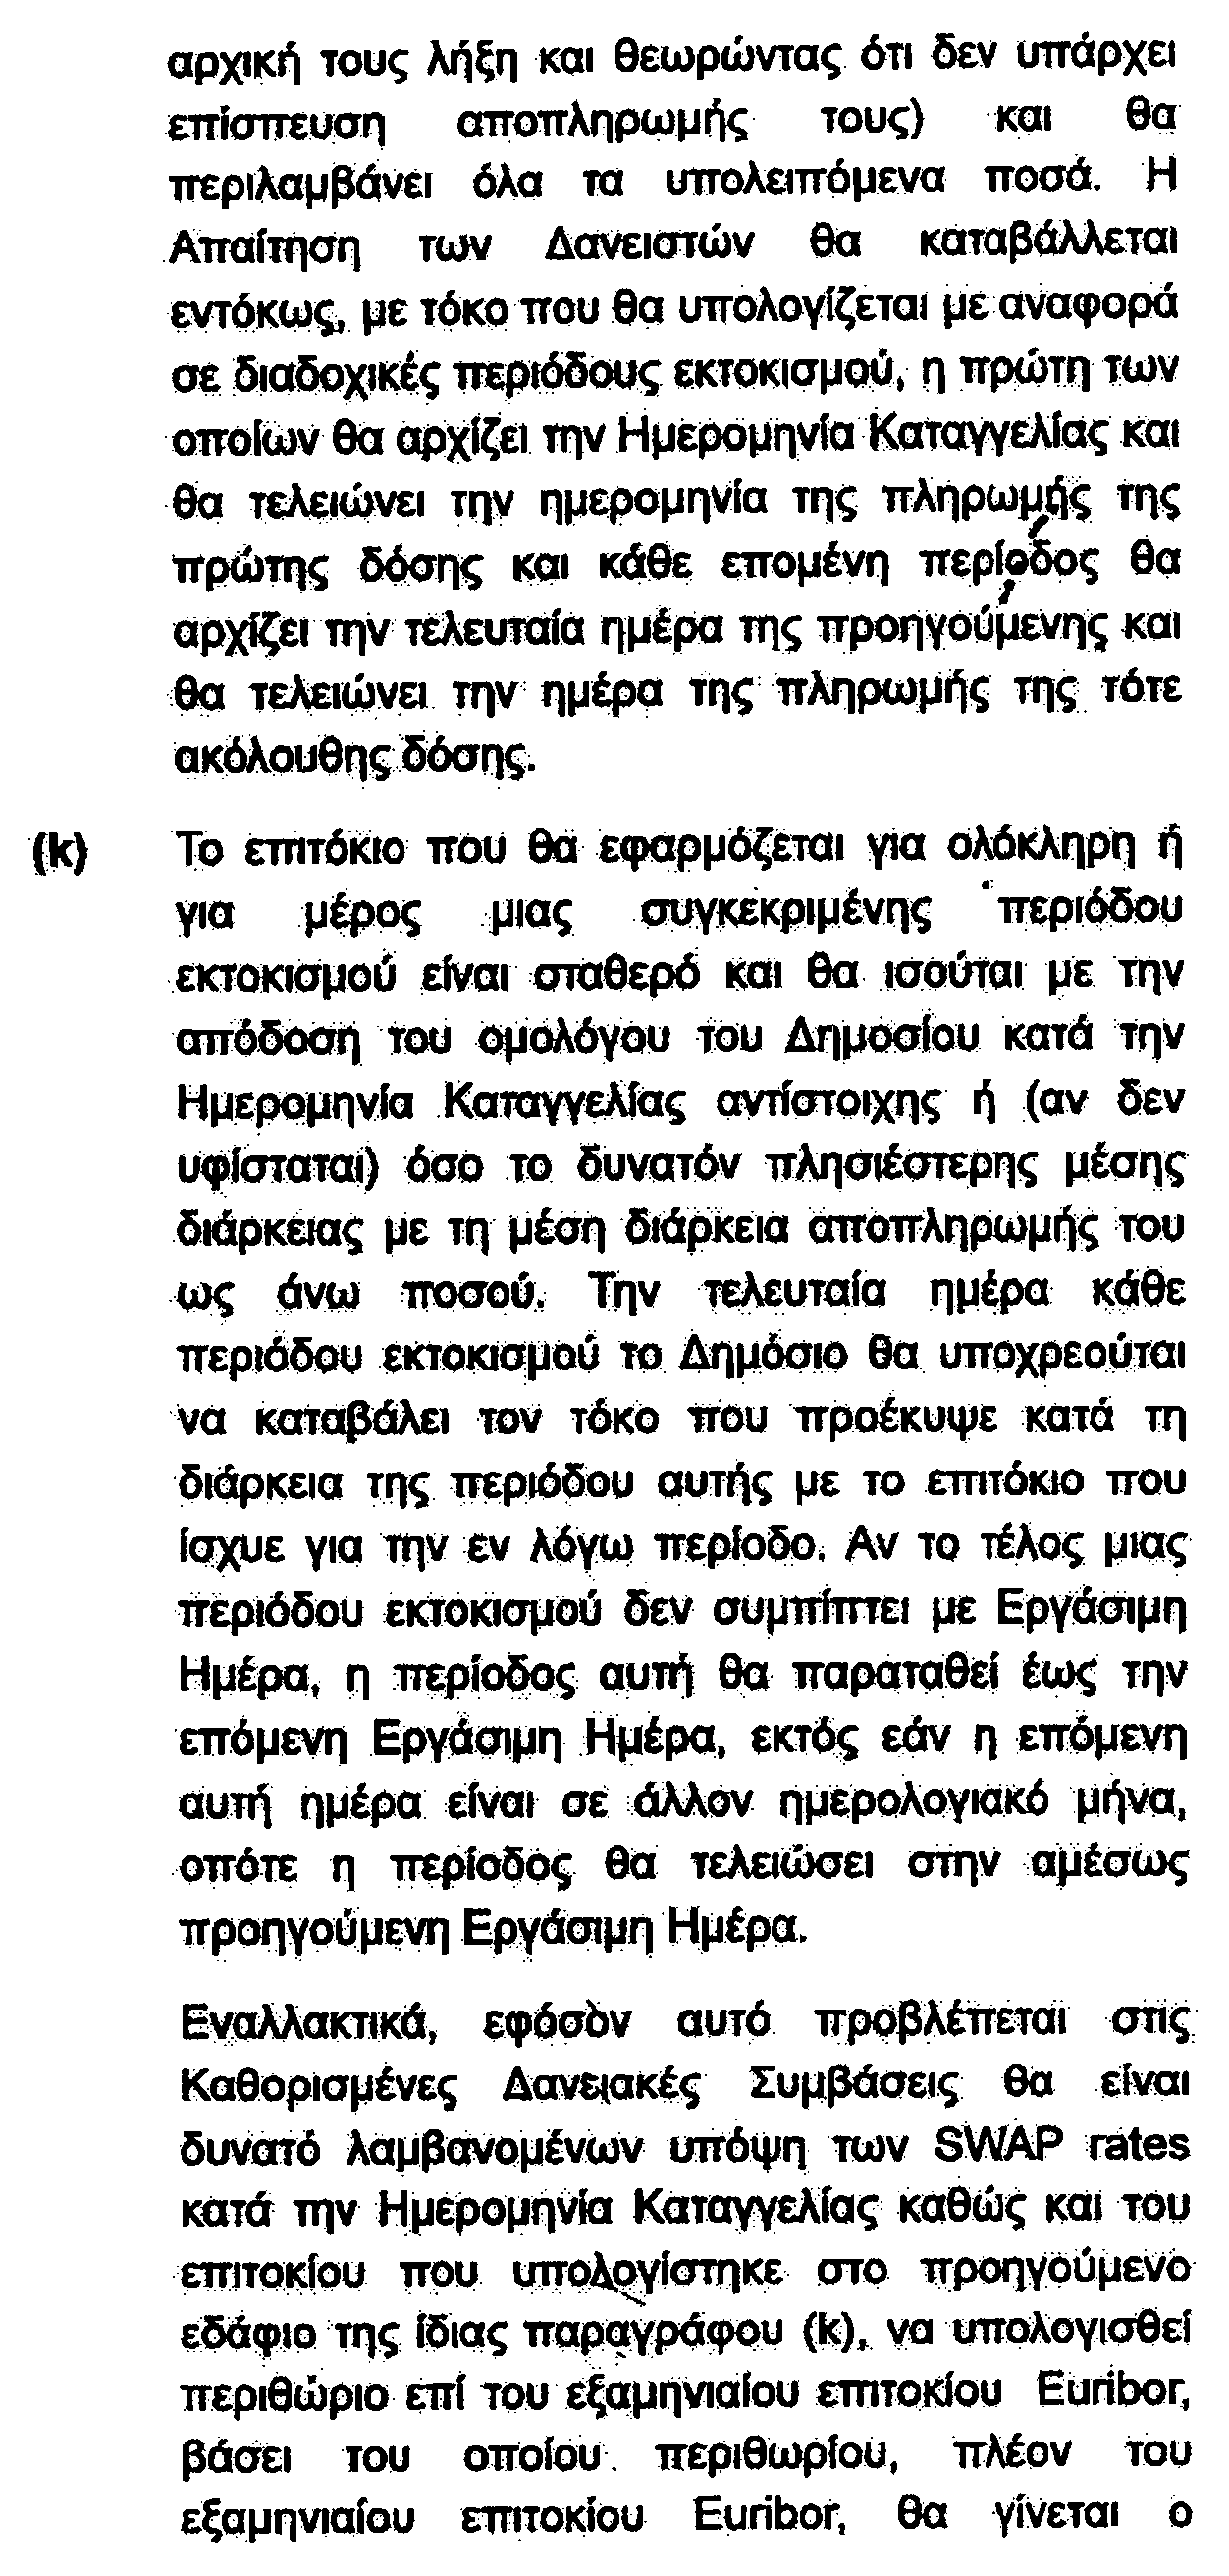 αρχική τους λήξη και θεωρώντας ότι δεν υπάρχει
επίσπευση αποπληρωμής τους) και θα
περιλαμβάνει όλα τα υπολειπόμενα ποσά. Η
Απαίτηση των Δανειστών θα καταβάλλεται
εντόκως, με τόκο που θα υπολογίζεται με αναφορά
σε διαδοχικές περιόδους εκτοκισμού, η πρώτη των
οποίων θα αρχίζει την Ημερομηνία Καταγγελίας και
θα τελειώνει την ημερομηνία της πληρωμής της
πρώτης δόσης και κάθε επομένη περίοδος θα
αρχίζει την τελευταία ημέρα της προηγούμενης και
θα τελειώνει την ημέρα της πληρωμής της τότε
ακόλουθης δόσης.
(k) Το επιτόκιο που θα εφαρμόζεται για ολόκληρη ή
για μέρος μιας συγκεκριμένης περιόδου
εκτοκισμού είναι σταθερό και θα ισούται με την
απόδοση του ομολόγου του Δημοσίου κατά την
Ημερομηνία Καταγγελίας αντίστοιχης ή (αν δεν
υφίσταται) όσο το δυνατόν πλησιέστερης μέσης
διάρκειας με τη μέση διάρκεια αποπληρωμής του
ως άνω ποσού. Την τελευταία ημέρα κάθε
περιόδου εκτοκισμού το Δημόσιο θα υποχρεούται
να καταβάλει τον τόκο που προέκυψε κατά τη
διάρκεια της περιόδου αυτής με το επιτόκιο που
ίσχυε για την εν λόγω περίοδο. Αν το τέλος μιας
περιόδου εκτοκισμού δεν συμπίπτει με Εργάσιμη
Ημέρα, η περίοδος αυτή θα παραταθεί έως την
επόμενη Εργάσιμη Ημέρα, εκτός εάν η επόμενη
αυτή ημέρα είναι σε άλλον ημερολογιακό μήνα,
οπότε η περίοδος θα τελειώσει στην αμέσως
προηγούμενη Εργάσιμη Ημέρα.
Εναλλακτικά, εφόσον αυτό προβλέπεται στις
Καθορισμένες Δανειακές Συμβάσεις θα είναι
δυνατό λαμβανομένων υπόψη των SWAP rates
κατά την Ημερομηνία Καταγγελίας καθώς και του
επιτοκίου που υπολογίστηκε στο προηγούμενο
εδάφιο της ίδιας παραγράφου (k), να υπολογισθεί
περιθώριο επί του εξαμηνιαίου επιτοκίου Euribor,
βάσει του οποίου περιθωρίου, πλέον του
εξαμηνιαίου επιτοκίου Euribor, θα γίνεται ο